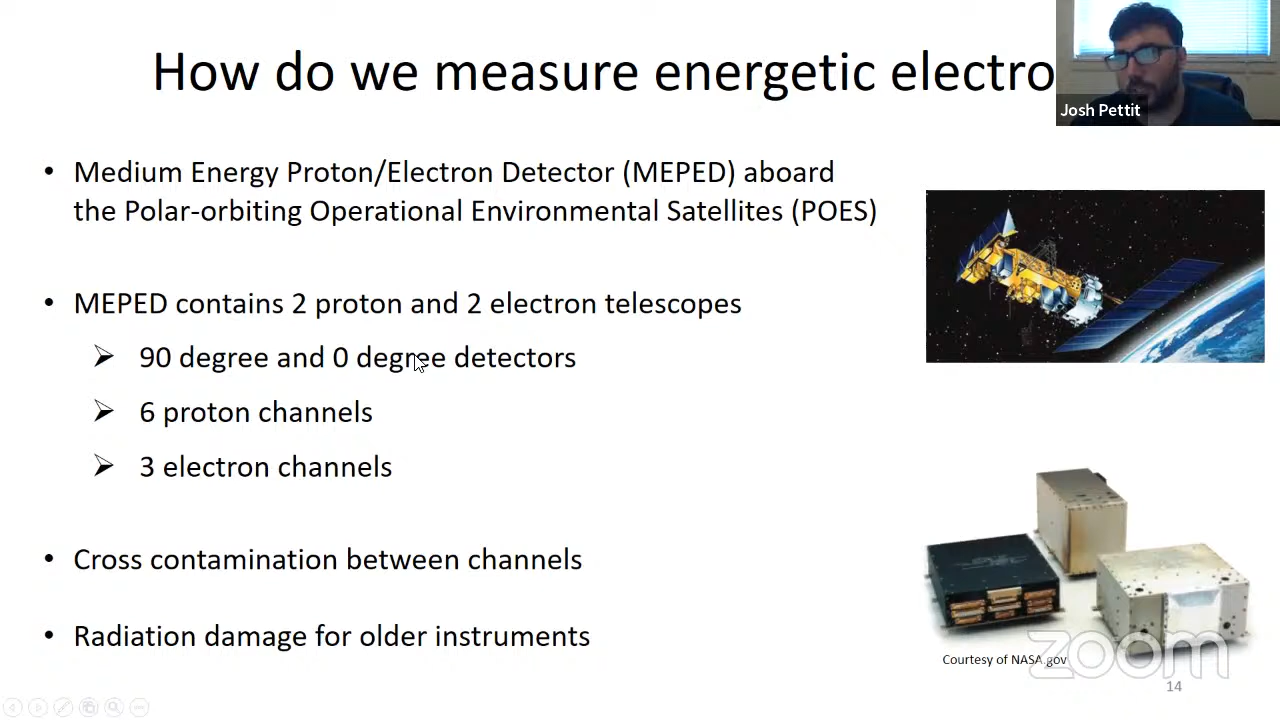 How do we measure energetic electro
Josh Pettit
• Medium Energy Proton/Electron Detector (MEPED) aboard
the Polar-orbiting Operational Environmental Satellites (POES)
• MEPED contains 2 proton and 2 electron telescopes
➢ 90 degree and 0 degree detectors
➢ 6 proton channels
➢ 3 electron channels
• Cross contamination between channels
• Radiation damage for older instruments
Courtesy of NASA.gov
zoom
14